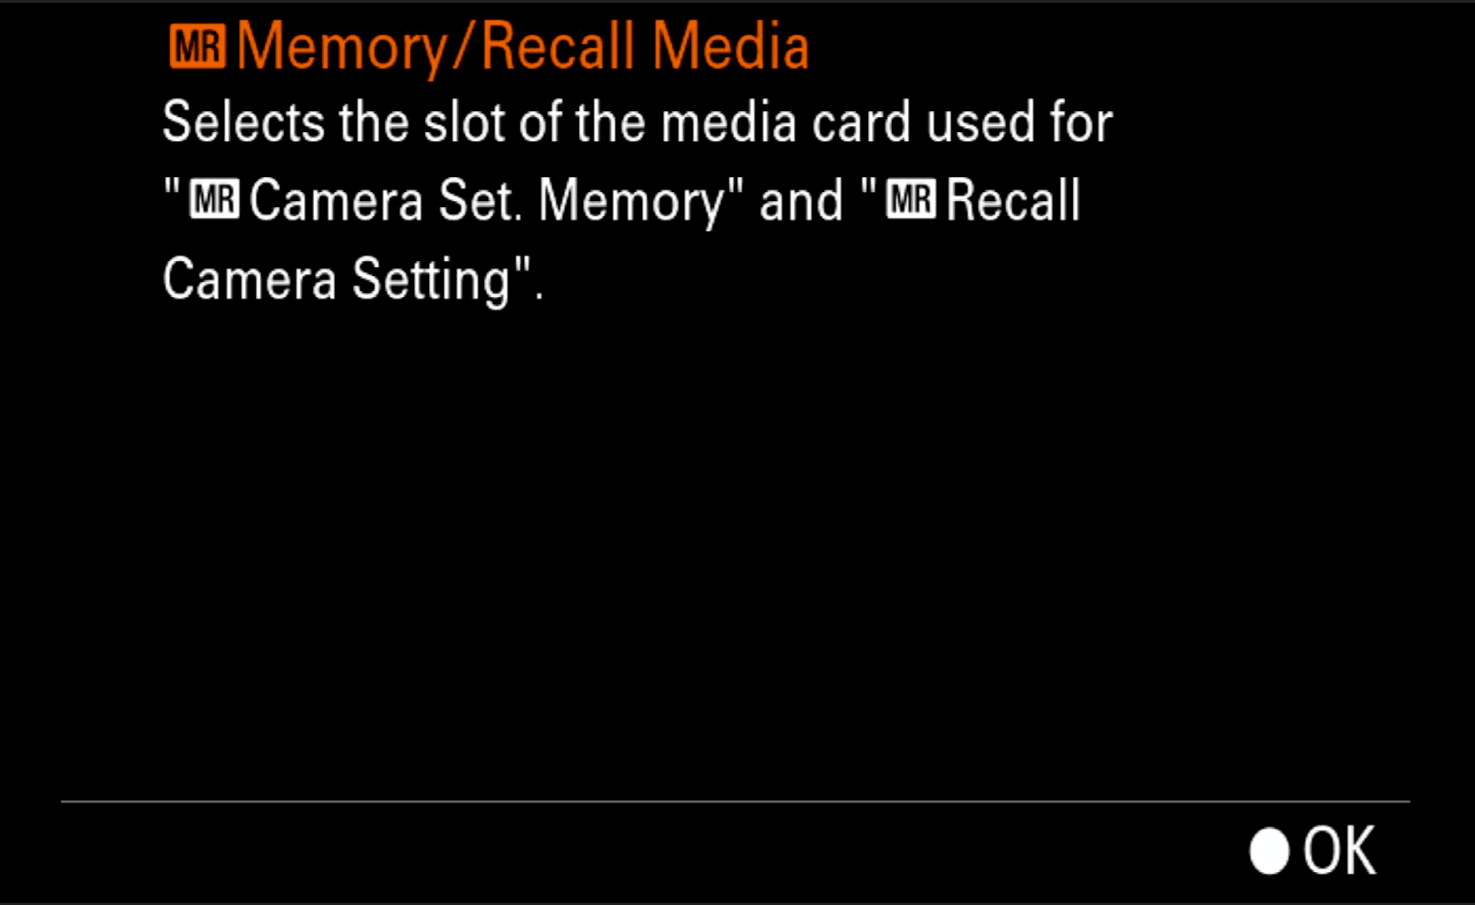 MR Memory/Recall Media
Selects the slot of the media card used for
"MR Camera Set. Memory" and "MR Recall
Camera Setting".
OK